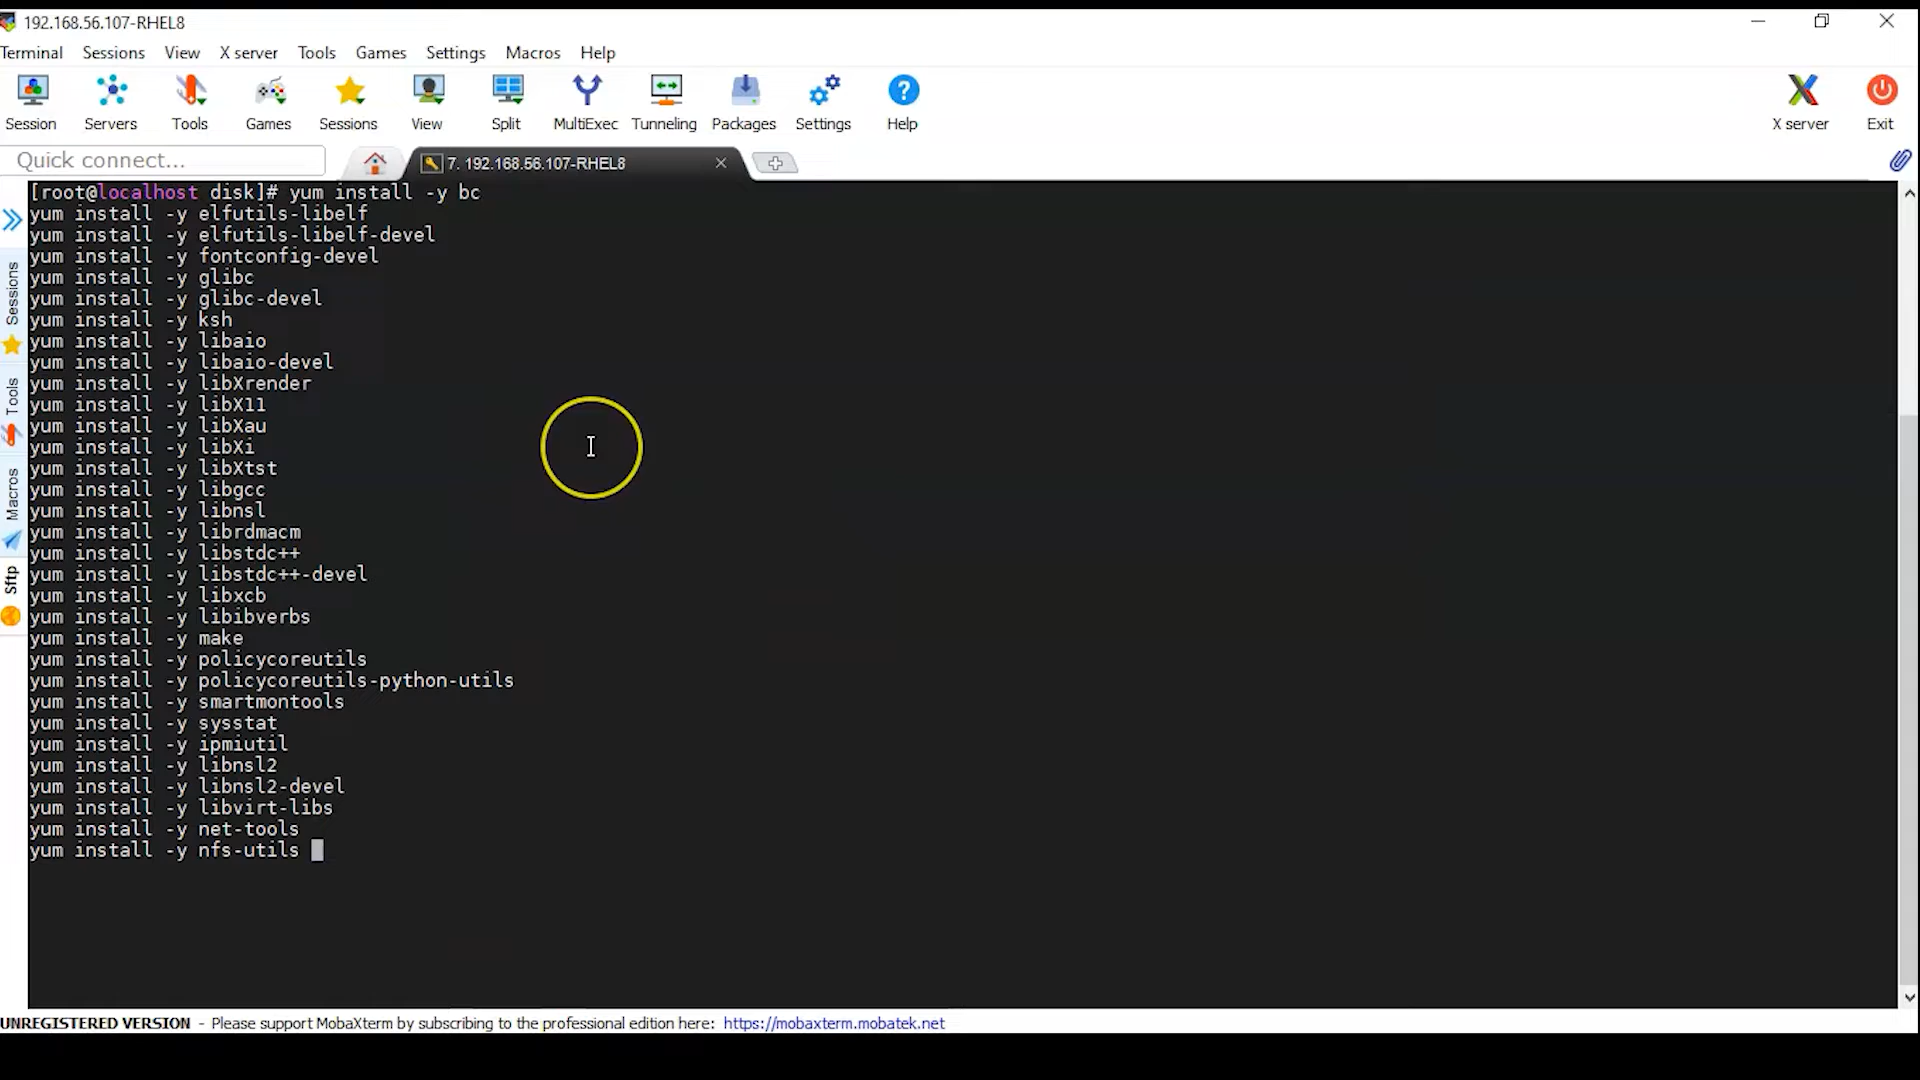 192.168.56.107-RHEL8
Terminal Sessions View X server Tools Games Settings Macros Help
Session Servers Tools Games Sessions View Split MultiExec Tunneling Packages Settings Help X server Exit
Quick connect...
7. 192.168.56.107-RHEL8
Sessions
Tools
Macros
Sftp
[root@localhost disk]# yum install -y bc
yum install -y elfutils-libelf
yum install -y elfutils-libelf-devel
yum install -y fontconfig-devel
yum install -y glibc
yum install -y glibc-devel
yum install -y ksh
yum install -y libaio
yum install -y libaio-devel
yum install -y libXrender
yum install -y libX11
yum install -y libXau
yum install -y libXi
yum install -y libXtst
yum install -y libgcc
yum install -y libnsl
yum install -y librdmacm
yum install -y libstdc++
yum install -y libstdc++-devel
yum install -y libxcb
yum install -y libibverbs
yum install -y make
yum install -y policycoreutils
yum install -y policycoreutils-python-utils
yum install -y smartmontools
yum install -y sysstat
yum install -y ipmiutil
yum install -y libnsl2
yum install -y libnsl2-devel
yum install -y libvirt-libs
yum install -y net-tools
yum install -y nfs-utils
UNREGISTERED VERSION - Please support MobaXterm by subscribing to the professional edition here: https://mobaxterm.mobatek.net